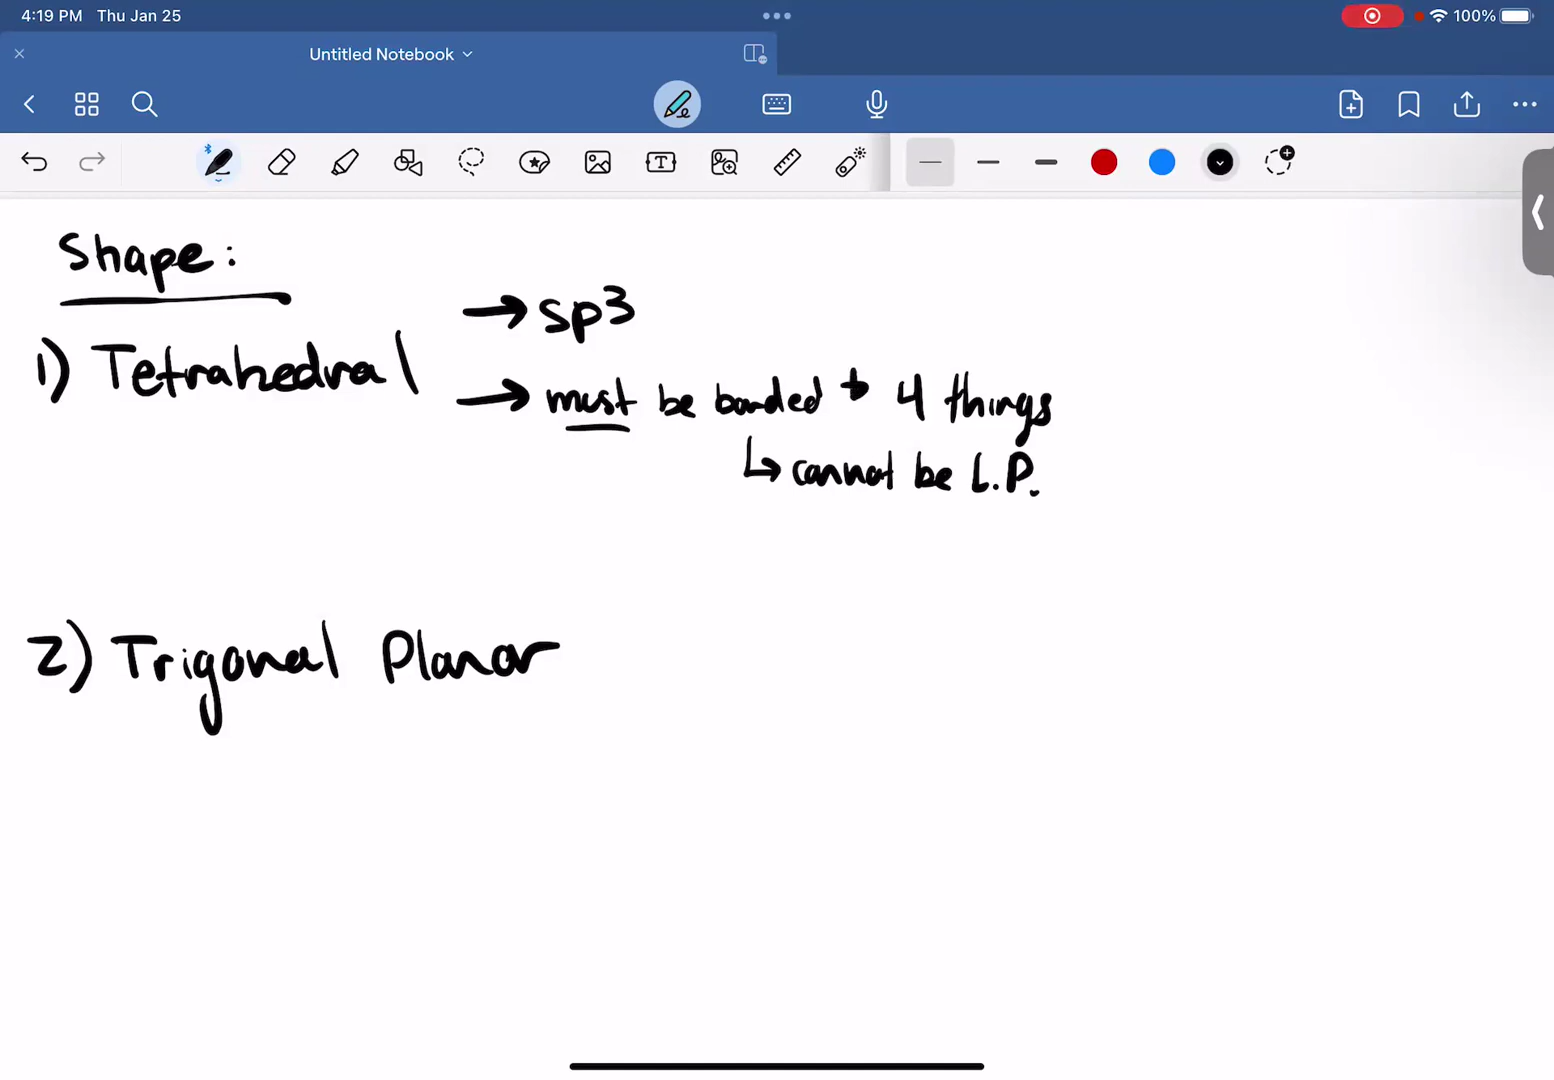 4:19 PM Thu Jan 25
100%
Untitled Notebook
Shape:
→ sp3
1) Tetrahedral
→ must be bonded to 4 things
↳ cannot be L.P.
2) Trigonal Planar